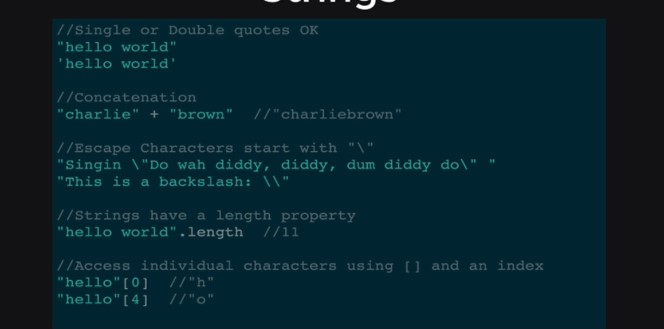 Strings
//Single or Double quotes OK
"hello world"
'hello world'
//Concatenation
"charlie" + "brown"  //"charliebrown"
//Escape Characters start with "\"
"Singin \"Do wah diddy, diddy, dum diddy do\" "
"This is a backslash: \\"
//Strings have a length property
"hello world".length  //11
//Access individual characters using [] and an index
"hello"[0]  //"h"
"hello"[4]  //"o"